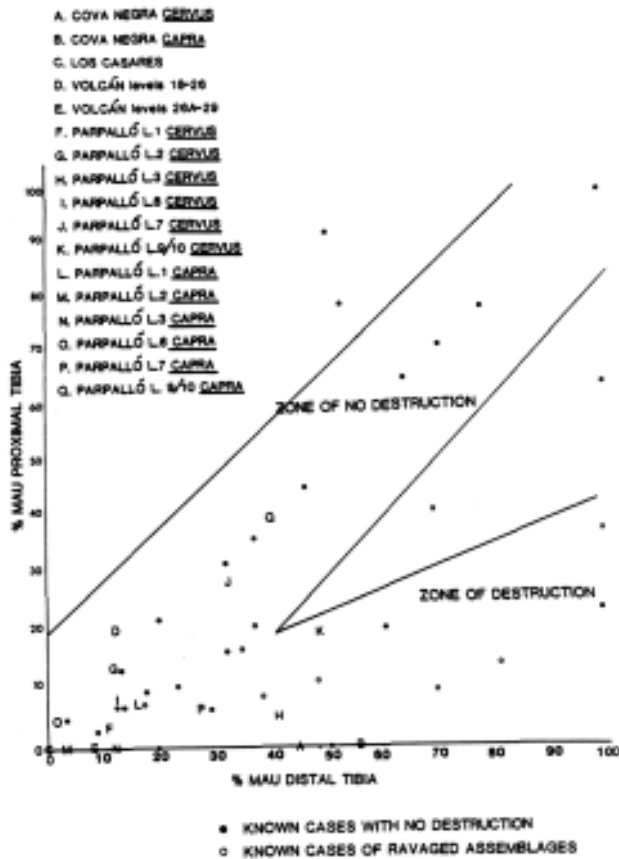 A. COVA NEGRA CERVUS
B. COVA NEGRA CAPRA
C. LOS CASARES
D. VOLCÁN levels 18-26
E. VOLCÁN levels 26A-29
F. PARPALLÓ L.1 CERVUS
G. PARPALLÓ L.2 CERVUS
H. PARPALLÓ L.3 CERVUS
I. PARPALLÓ L.6 CERVUS
J. PARPALLÓ L.7 CERVUS
K. PARPALLÓ L.9/10 CERVUS
L. PARPALLÓ L.1 CAPRA
M. PARPALLÓ L.2 CAPRA
N. PARPALLÓ L.3 CAPRA
O. PARPALLÓ L.6 CAPRA
P. PARPALLÓ L.7 CAPRA
Q. PARPALLÓ L. 9/10 CAPRA
100
90
80
70
60
50
40
30
20
10
0
% MAU PROXIMAL TIBIA
ZONE OF NO DESTRUCTION
ZONE OF DESTRUCTION
J
K
L
P
H
F
A
0 10 20 30 40 50 60 70 80 90 100
% MAU DISTAL TIBIA
KNOWN CASES WITH NO DESTRUCTION
KNOWN CASES OF RAVAGED ASSEMBLAGES